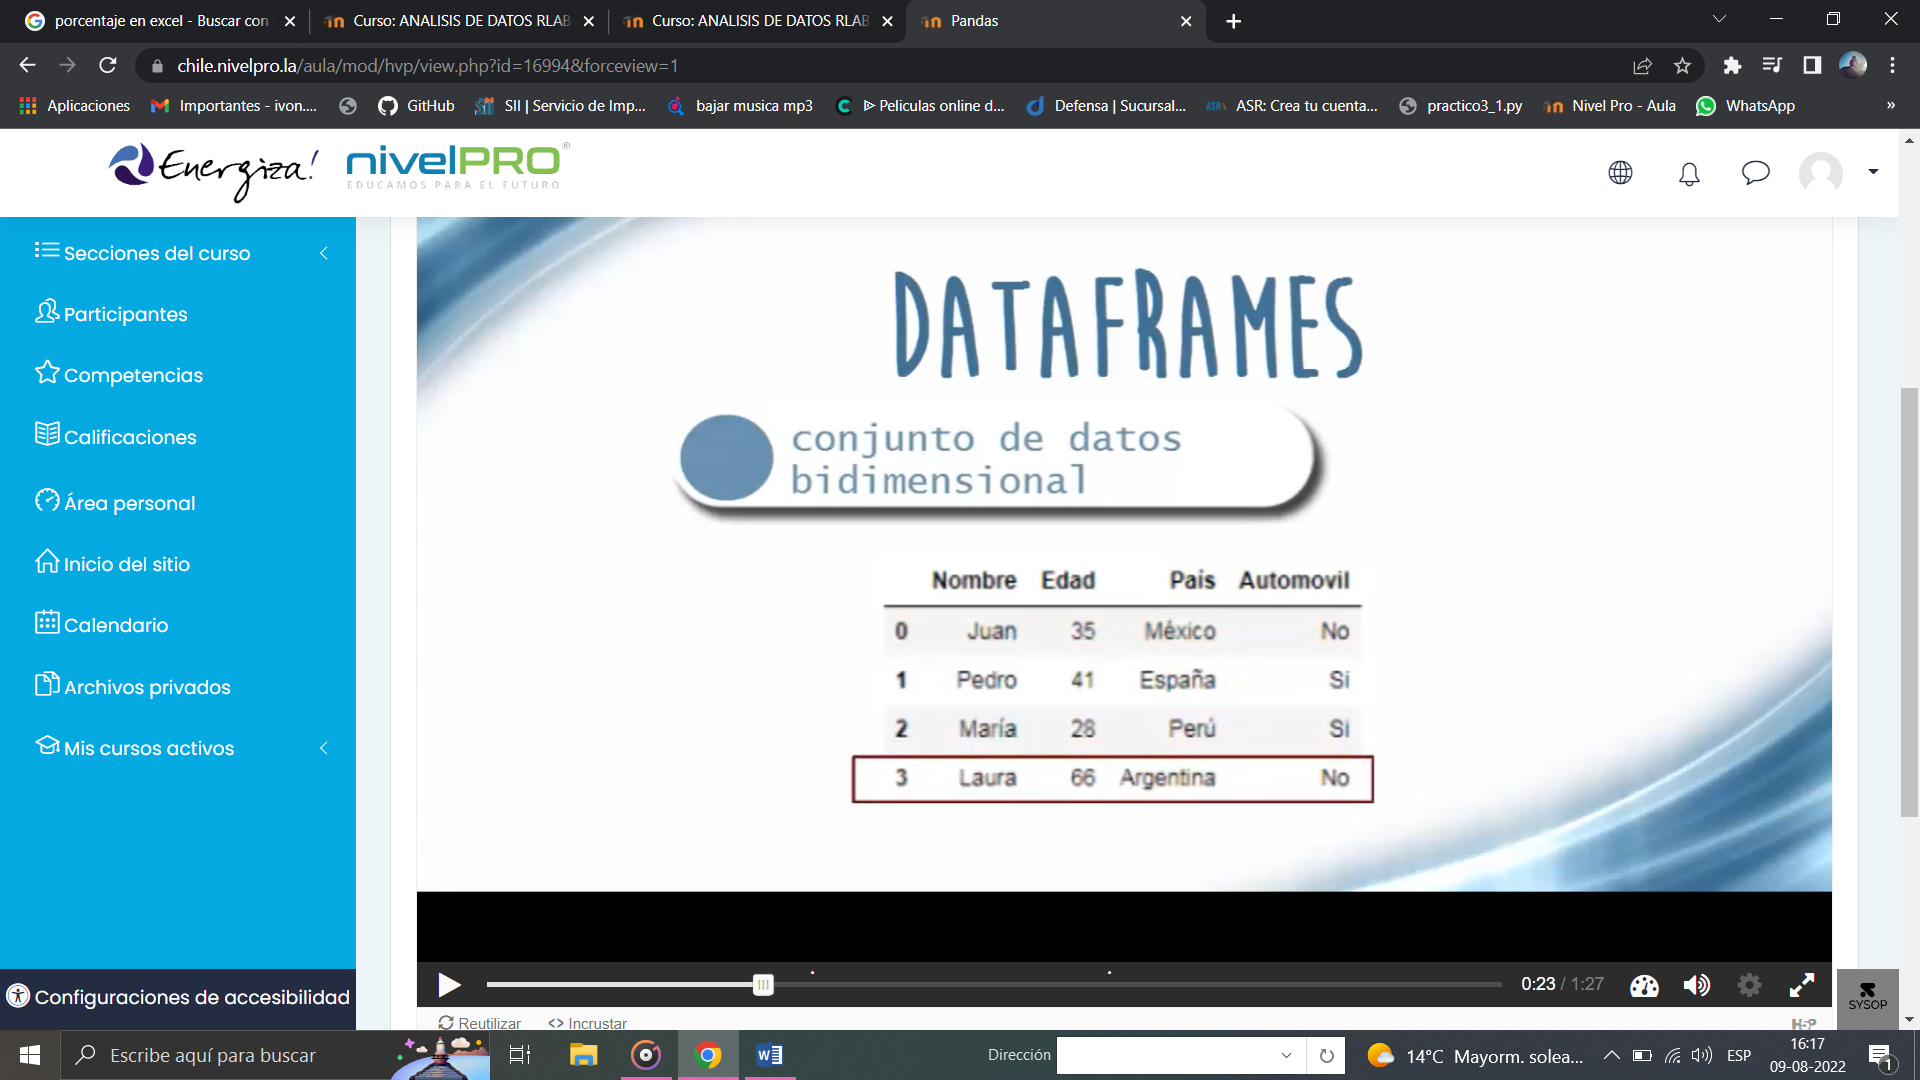 porcentaje en excel - Buscar con
Curso: ANALISIS DE DATOS RLAB
Curso: ANALISIS DE DATOS RLAB
Pandas
chile.nivelpro.la/aula/mod/hvp/view.php?id=16994&forceview=1
Aplicaciones
Importantes - ivon....
GitHub
SII | Servicio de Imp...
bajar musica mp3
ᐅ Peliculas online d...
Defensa | Sucursal...
ASR: Crea tu cuenta...
practico3_1.py
Nivel Pro - Aula
WhatsApp
»
Energiza!
nivelPRO®
EDUCAMOS PARA EL FUTURO
Secciones del curso
Participantes
Competencias
Calificaciones
Área personal
Inicio del sitio
Calendario
Archivos privados
Mis cursos activos
Configuraciones de accesibilidad
DATAFRAMES
conjunto de datos
bidimensional
Nombre Edad País Automovil
0 Juan 35 México No
1 Pedro 41 España Si
2 María 28 Perú Si
3 Laura 66 Argentina No
0:23 / 1:27
SYSOP
Reutilizar
<> Incrustar
H5P
Escribe aquí para buscar
Dirección
14°C Mayorm. solea...
ESP
16:17
09-08-2022
1